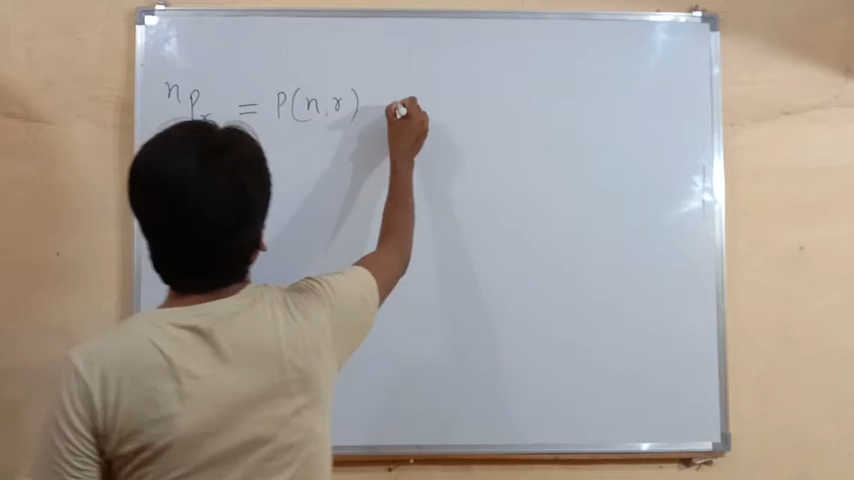 ⁿPᵣ = P(n,r)